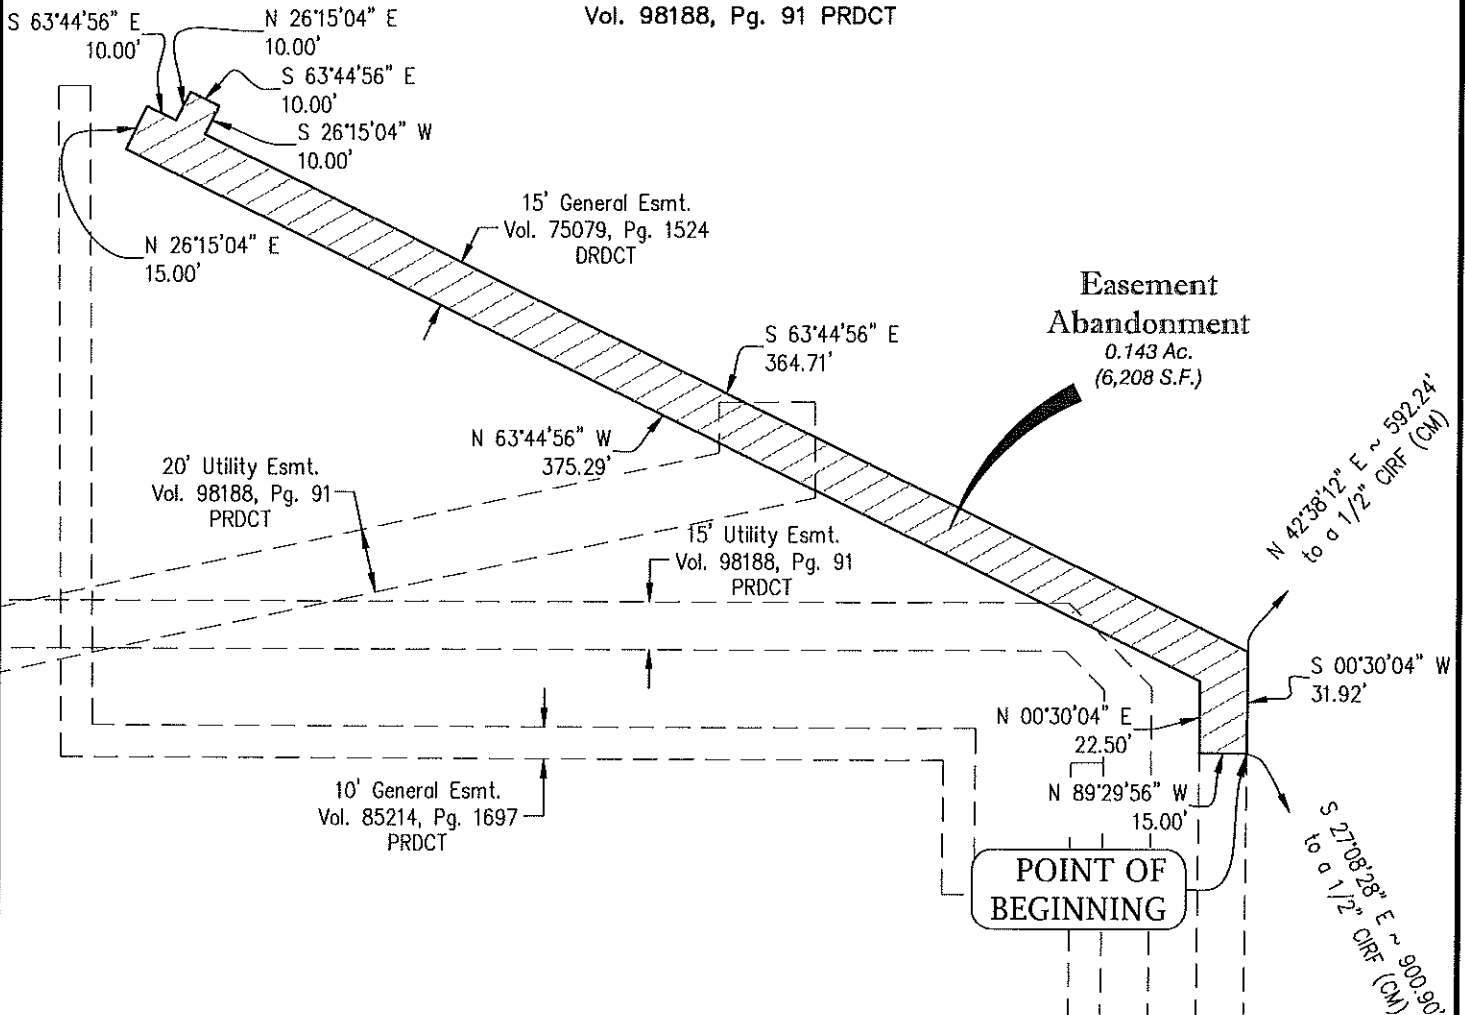 Vol. 98188, Pg. 91 PRDCT
S 63°44'56" E
10.00'
N 26°15'04" E
10.00'
S 63°44'56" E
10.00'
S 26°15'04" W
10.00'
N 26°15'04" E
15.00'
15' General Esmt.
Vol. 75079, Pg. 1524
DRDCT
Easement
Abandonment
0.143 Ac.
(6,208 S.F.)
S 63°44'56" E
364.71'
N 63°44'56" W
375.29'
20' Utility Esmt.
Vol. 98188, Pg. 91
PRDCT
15' Utility Esmt.
Vol. 98188, Pg. 91
PRDCT
N 42°38'12" E ~ 592.24'
to a 1/2" CIRF (CM)
S 00°30'04" W
31.92'
N 00°30'04" E
22.50'
N 89°29'56" W
15.00'
10' General Esmt.
Vol. 85214, Pg. 1697
PRDCT
POINT OF
BEGINNING
S 27°08'28" E ~ 900.90'
to a 1/2" CIRF (CM)